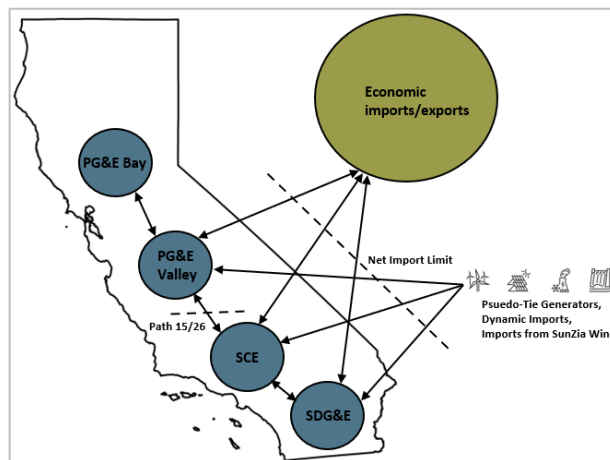 Economic
imports/exports
PG&E Bay
PG&E
Valley
Net Import Limit
Path 15/26
SCE
SDG&E
Psuedo-Tie Generators,
Dynamic Imports,
Imports from SunZia Win